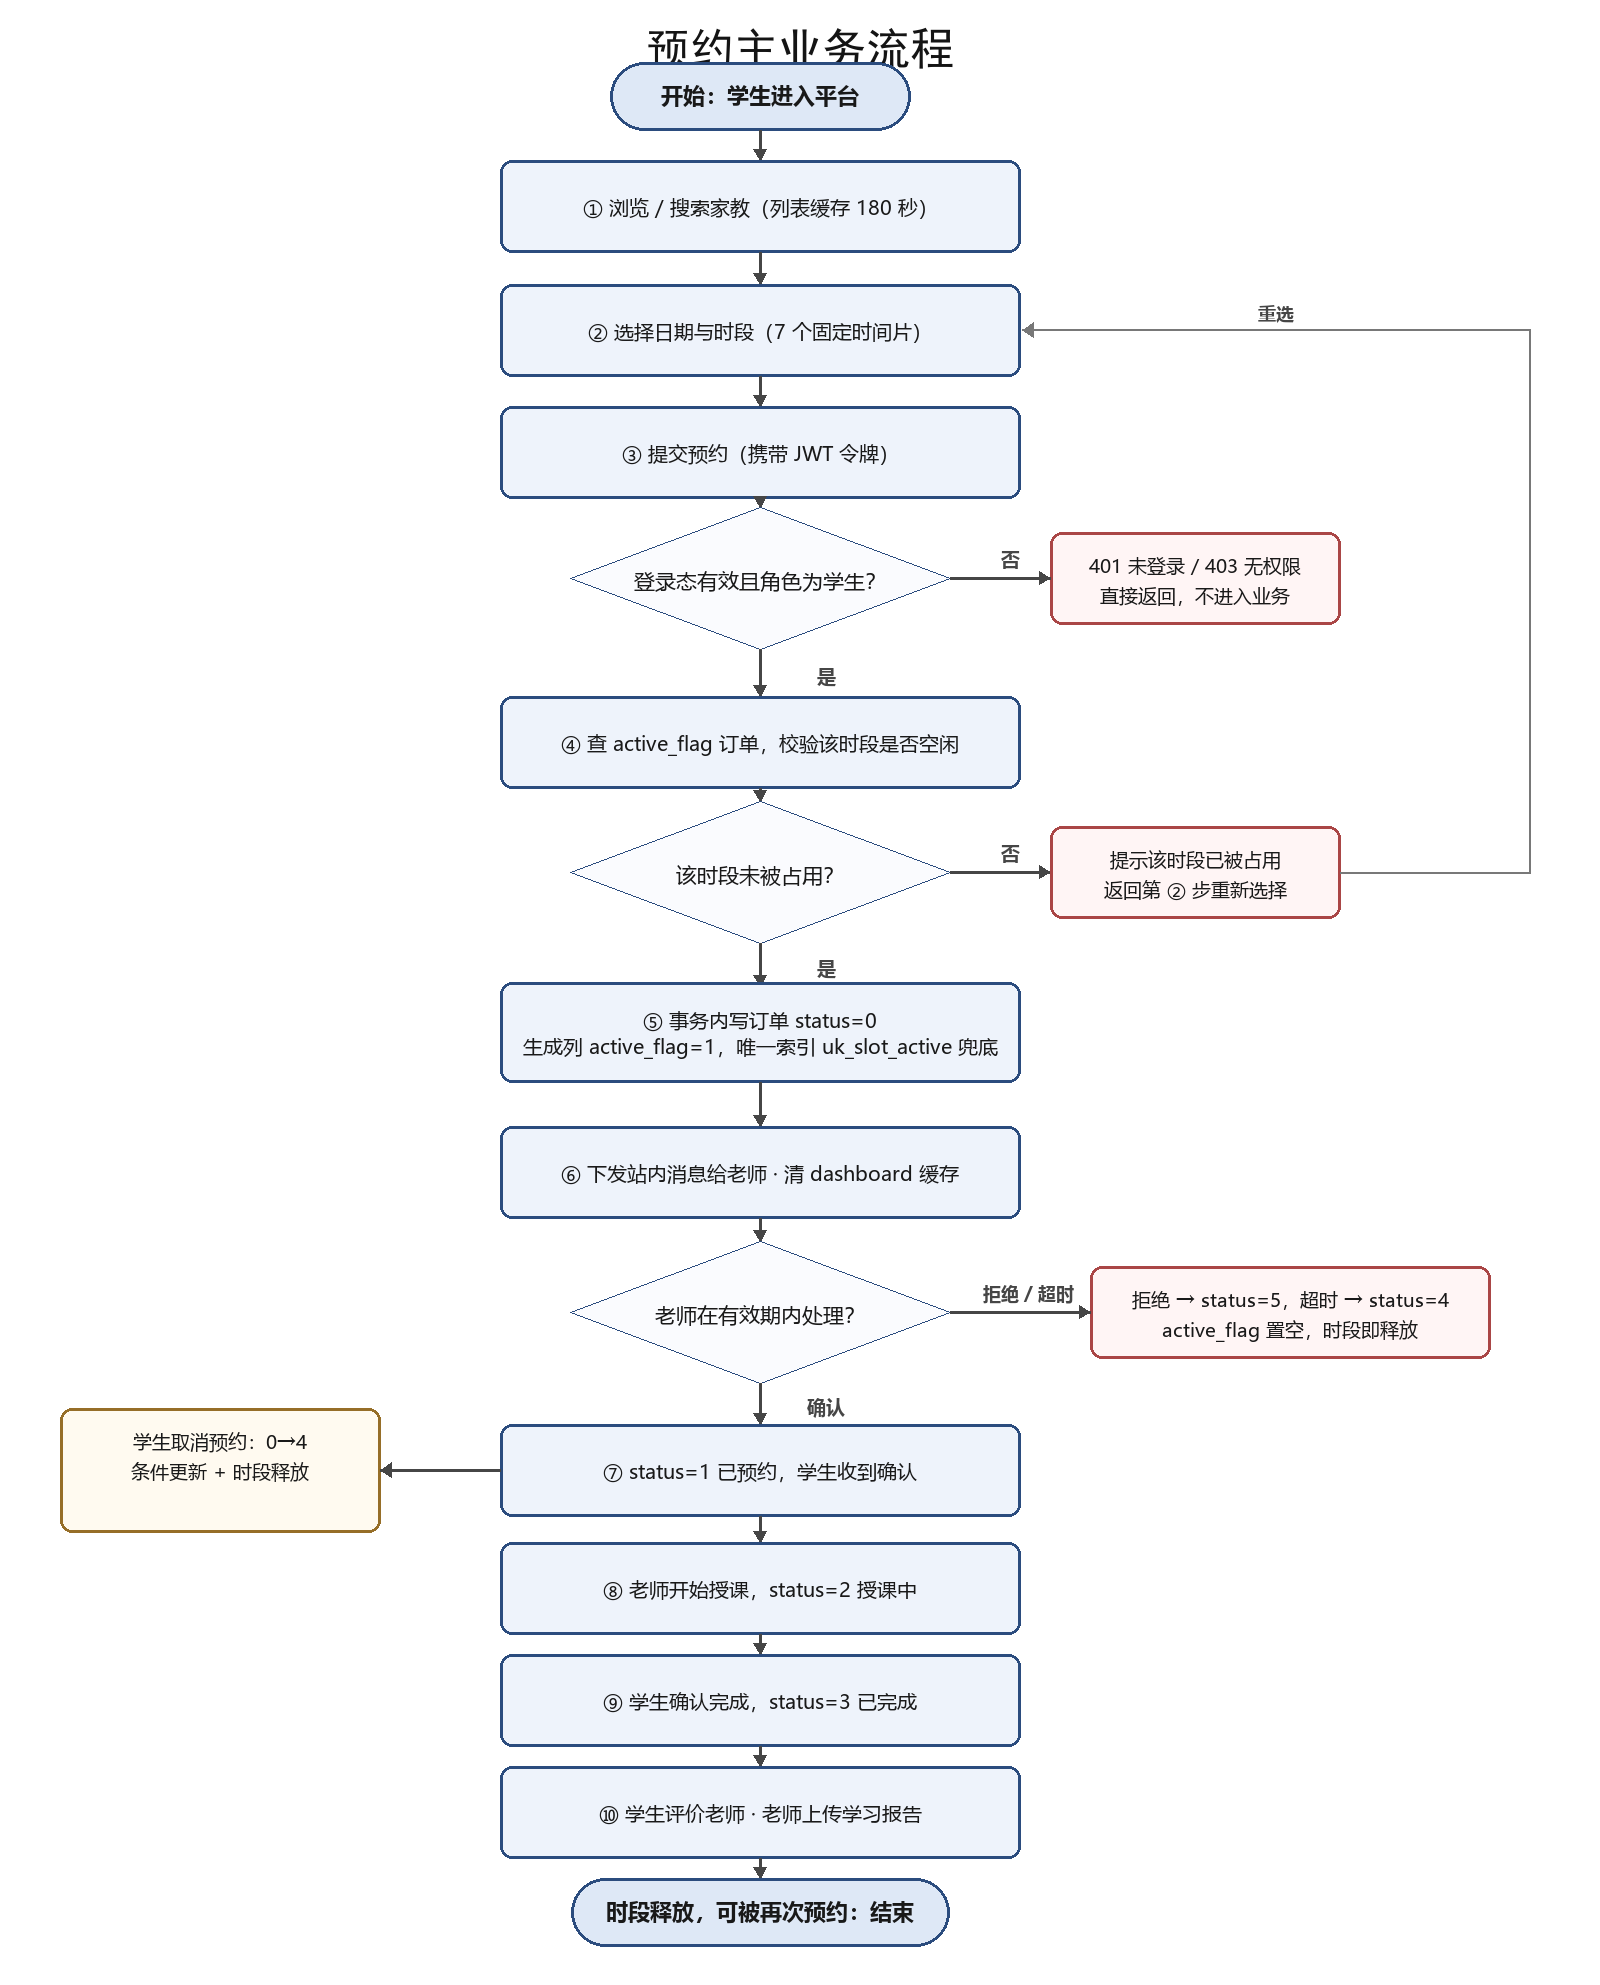 预约主业务流程
开始：学生进入平台
① 浏览 / 搜索家教（列表缓存 180 秒）
② 选择日期与时段（7 个固定时间片）
重选
③ 提交预约（携带 JWT 令牌）
登录态有效且角色为学生？
否
401 未登录 / 403 无权限
直接返回，不进入业务
是
④ 查 active_flag 订单，校验该时段是否空闲
该时段未被占用？
否
提示该时段已被占用
返回第 ② 步重新选择
是
⑤ 事务内写订单 status=0
生成列 active_flag=1，唯一索引 uk_slot_active 兜底
⑥ 下发站内消息给老师 · 清 dashboard 缓存
老师在有效期内处理？
拒绝 / 超时
拒绝 → status=5，超时 → status=4
active_flag 置空，时段即释放
确认
学生取消预约：0→4
条件更新 + 时段释放
⑦ status=1 已预约，学生收到确认
⑧ 老师开始授课，status=2 授课中
⑨ 学生确认完成，status=3 已完成
⑩ 学生评价老师 · 老师上传学习报告
时段释放，可被再次预约：结束